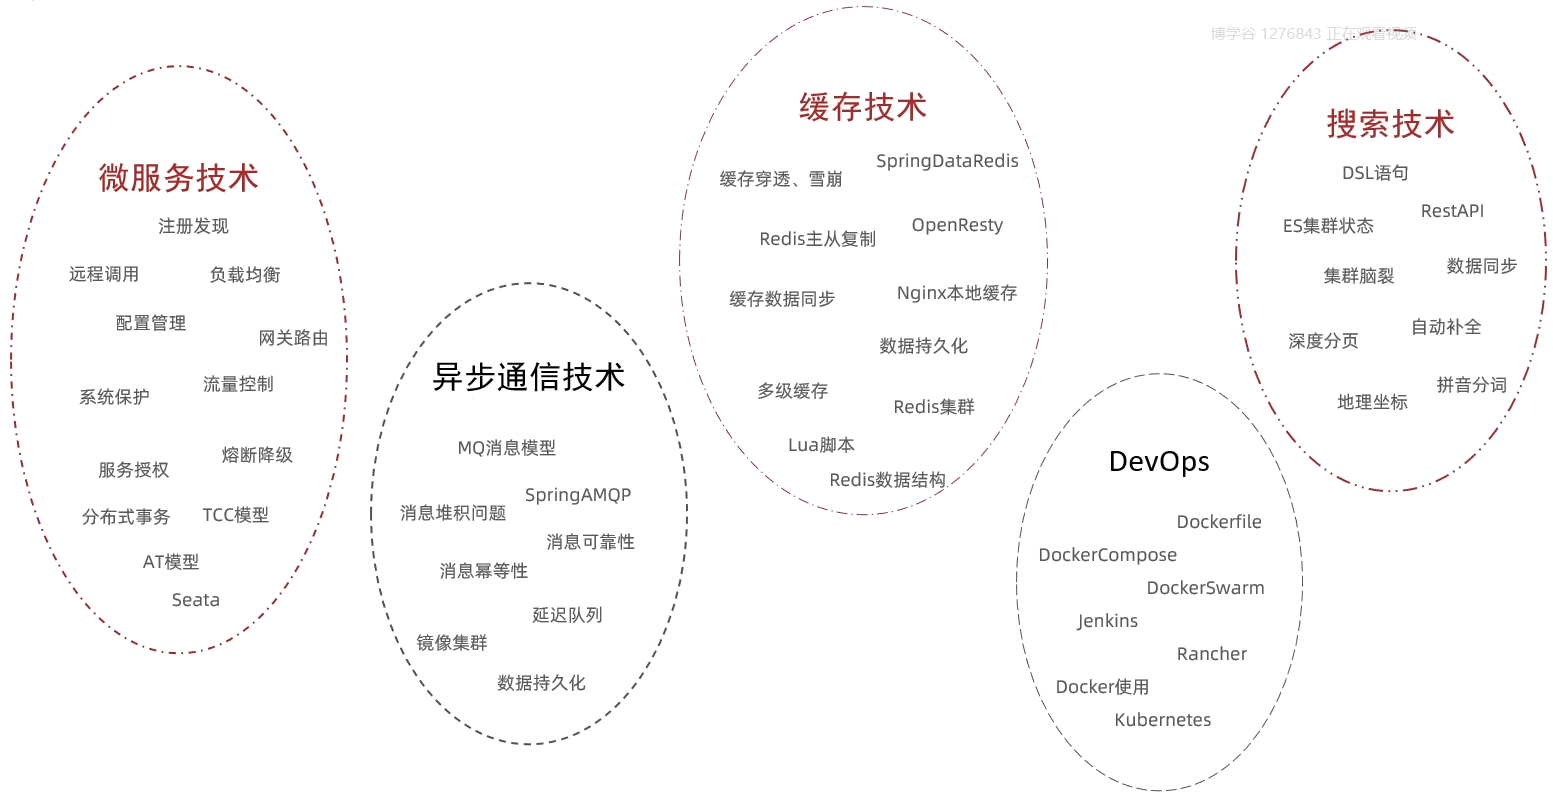 博学谷 1276843 正在观看视频
微服务技术
注册发现
远程调用
负载均衡
配置管理
网关路由
系统保护
流量控制
服务授权
熔断降级
分布式事务
TCC模型
AT模型
Seata
异步通信技术
MQ消息模型
SpringAMQP
消息堆积问题
消息可靠性
消息幂等性
延迟队列
镜像集群
数据持久化
缓存技术
SpringDataRedis
缓存穿透、雪崩
OpenResty
Redis主从复制
Nginx本地缓存
缓存数据同步
数据持久化
多级缓存
Redis集群
Lua脚本
Redis数据结构
DevOps
Dockerfile
DockerCompose
DockerSwarm
Jenkins
Rancher
Docker使用
Kubernetes
搜索技术
DSL语句
RestAPI
ES集群状态
数据同步
集群脑裂
自动补全
深度分页
拼音分词
地理坐标